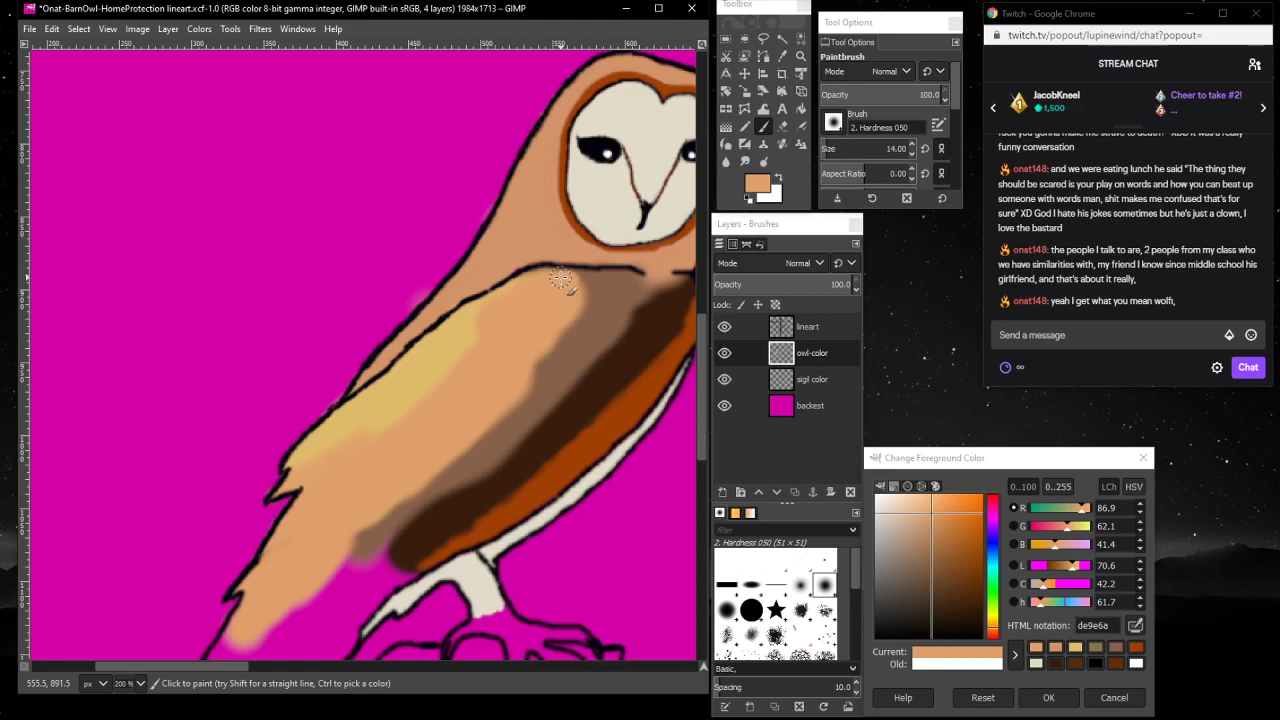 *Onat-BarnOwl-HomeProtection lineart.xcf-1.0 (RGB color 8-bit gamma integer, GIMP built-in sRGB, 4 layers) 1984x1713 – GIMP
File Edit Select View Image Layer Colors Tools Filters Windows Help
200 300 400 500 600
555.5, 891.5 px 200 % Click to paint (try Shift for a straight line, Ctrl to pick a color)
Toolbox
Tool Options
Tool Options
Paintbrush
Mode Normal
Opacity 100.0
Brush
2. Hardness 050
Size 14.00
Aspect Ratio 0.00
Layers - Brushes
Mode Normal
Opacity 100.0
Lock:
lineart
owl-color
sigil color
backest
filter
2. Hardness 050 (51 × 51)
Basic,
Spacing 10.0
Twitch - Google Chrome
twitch.tv/popout/lupinewind/chat?popout=
STREAM CHAT
1 JacobKneel
1,500
Cheer to take #2!
...
funny conversation
onat148: and we were eating lunch he said "The thing they
should be scared is your play on words and how you can beat up
someone with words man, shit makes me confused that's for
sure" XD God I hate his jokes sometimes but he's just a clown, I
love the bastard
onat148: the people I talk to are, 2 people from my class who
we have similarities with, my friend I know since middle school his
girlfriend, and that's about it really,
onat148: yeah I get what you mean wolfi,
Send a message
∞ Chat
Change Foreground Color
0..100 0..255 LCh HSV
R 86.9
G 62.1
B 41.4
L 70.6
C 42.2
h 61.7
HTML notation: de9e6a
Current:
Old:
Help Reset OK Cancel